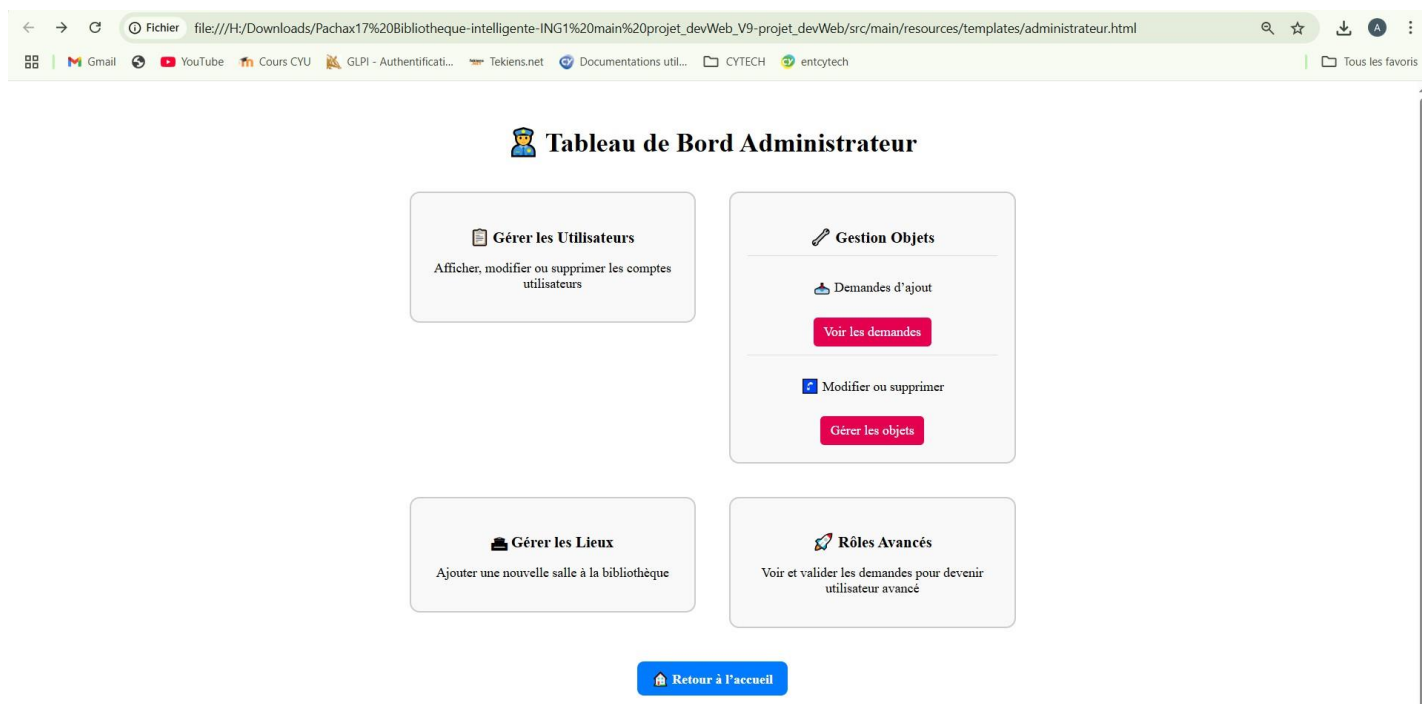 Fichier
file:///H:/Downloads/Pachax17%20Bibliotheque-intelligente-ING1%20main%20projet_devWeb_V9-projet_devWeb/src/main/resources/templates/administrateur.html
A
Gmail
YouTube
Cours CYU
GLPI - Authentificati...
Tekiens.net
Documentations util...
CYTECH
entcytech
Tous les favoris
Tableau de Bord Administrateur
Gérer les Utilisateurs
Afficher, modifier ou supprimer les comptes
utilisateurs
Gestion Objets
Demandes d’ajout
Voir les demandes
Modifier ou supprimer
Gérer les objets
Gérer les Lieux
Ajouter une nouvelle salle à la bibliothèque
Rôles Avancés
Voir et valider les demandes pour devenir
utilisateur avancé
Retour à l’accueil